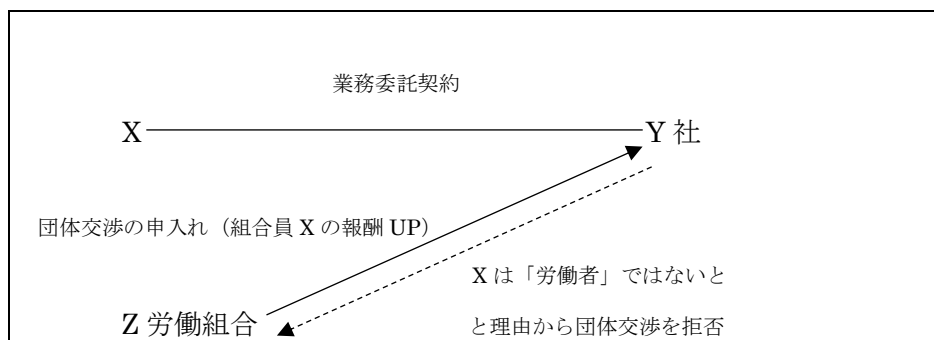 業務委託契約
X
Y 社
団体交渉の申入れ（組合員 X の報酬 UP）
X は「労働者」ではないと
Z 労働組合
と理由から団体交渉を拒否